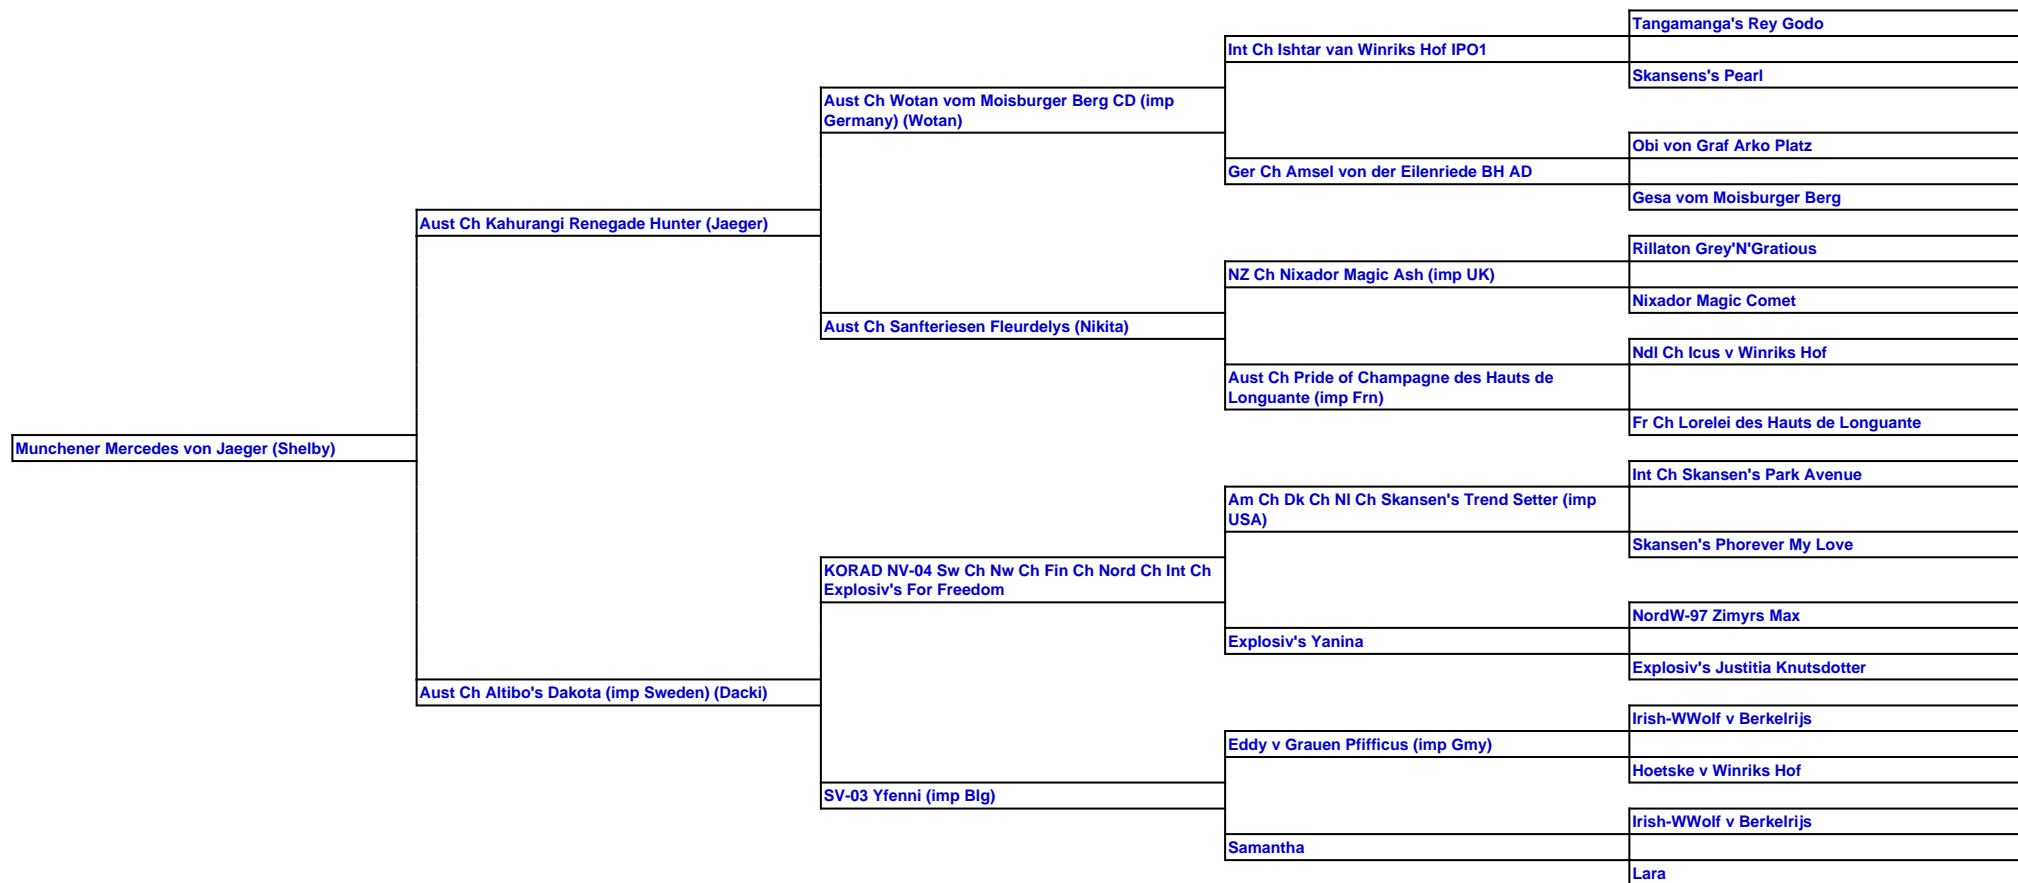 Tangamanga's Rey Godo
Int Ch Ishtar van Winriks Hof IPO1
Skansens's Pearl
Aust Ch Wotan vom Moisburger Berg CD (imp
Germany) (Wotan)
Obi von Graf Arko Platz
Ger Ch Amsel von der Eilenriede BH AD
Gesa vom Moisburger Berg
Aust Ch Kahurangi Renegade Hunter (Jaeger)
Rillaton Grey'N'Gratious
NZ Ch Nixador Magic Ash (imp UK)
Nixador Magic Comet
Aust Ch Sanfteriesen Fleurdelys (Nikita)
Ndl Ch Icus v Winriks Hof
Aust Ch Pride of Champagne des Hauts de
Longuante (imp Frn)
Fr Ch Lorelei des Hauts de Longuante
Munchener Mercedes von Jaeger (Shelby)
Int Ch Skansen's Park Avenue
Am Ch Dk Ch Nl Ch Skansen's Trend Setter (imp
USA)
Skansen's Phorever My Love
KORAD NV-04 Sw Ch Nw Ch Fin Ch Nord Ch Int Ch
Explosiv's For Freedom
NordW-97 Zimyrs Max
Explosiv's Yanina
Explosiv's Justitia Knutsdotter
Aust Ch Altibo's Dakota (imp Sweden) (Dacki)
Irish-WWolf v Berkelrijs
Eddy v Grauen Pfifficus (imp Gmy)
Hoetske v Winriks Hof
SV-03 Yfenni (imp Blg)
Irish-WWolf v Berkelrijs
Samantha
Lara